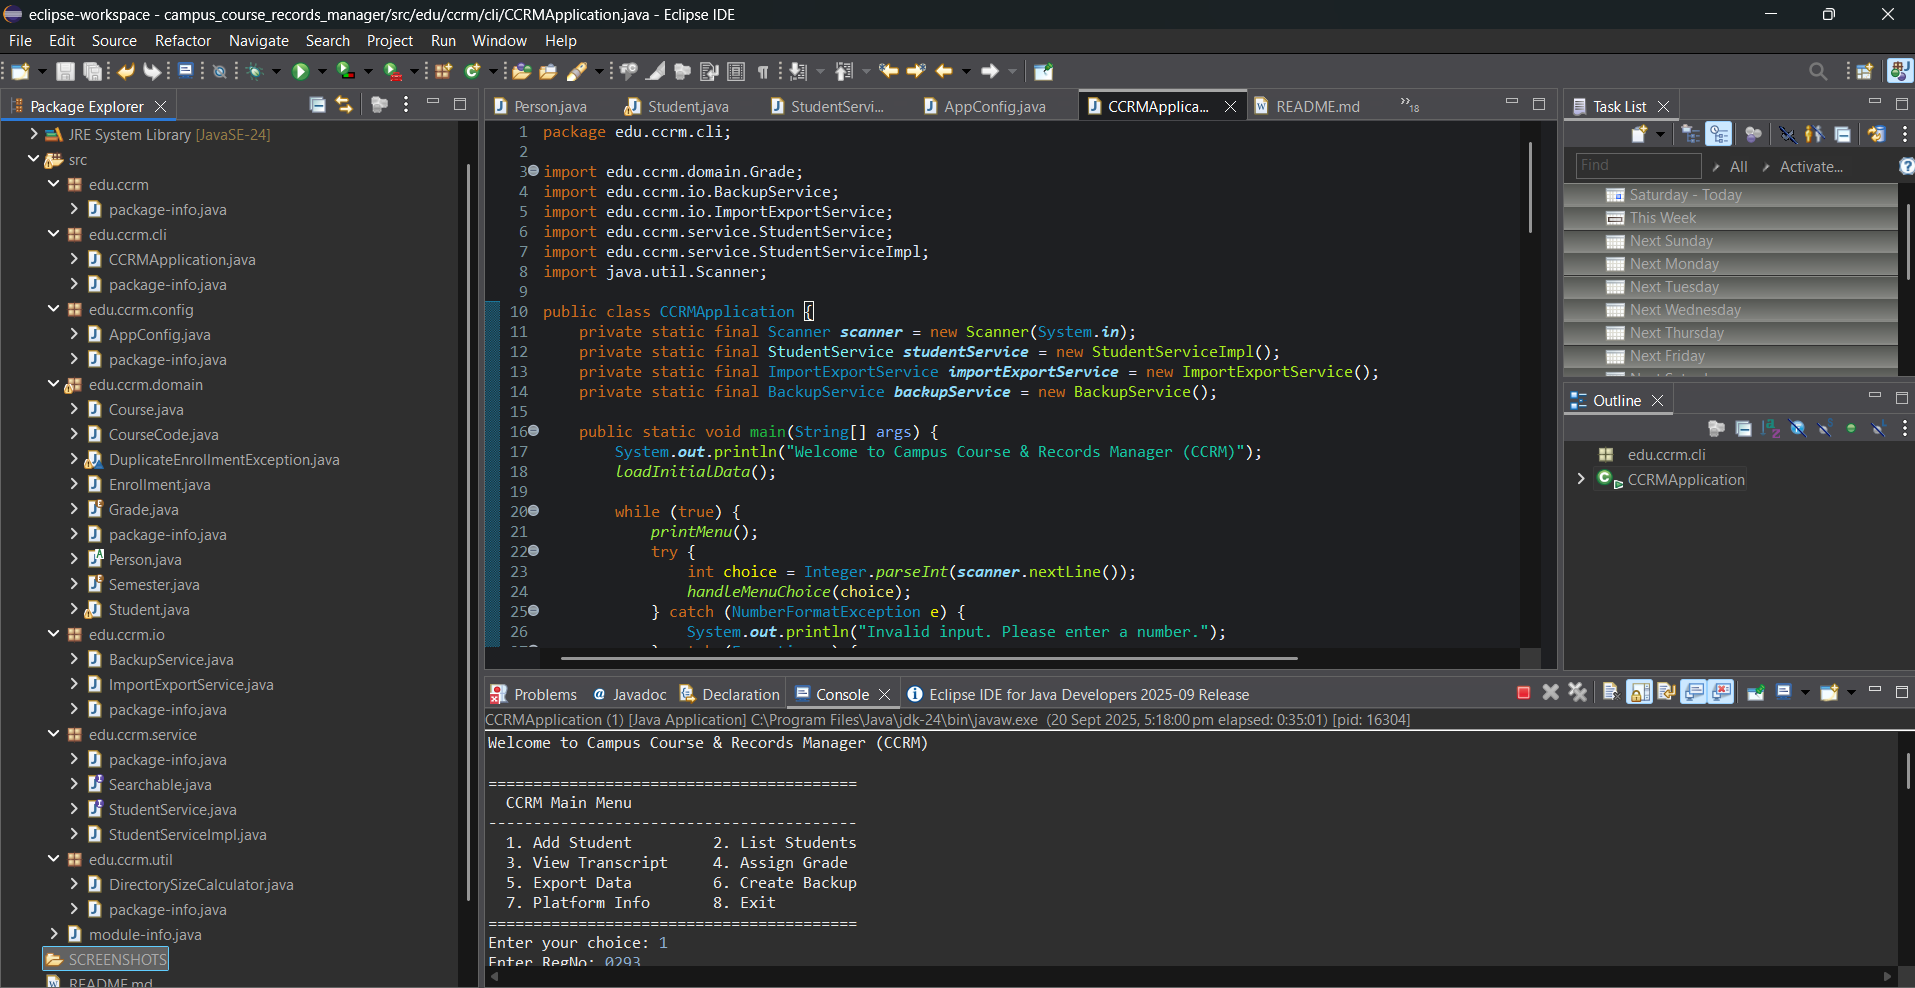 eclipse-workspace - campus_course_records_manager/src/edu/ccrm/cli/CCRMApplication.java - Eclipse IDE
File Edit Source Refactor Navigate Search Project Run Window Help
Package Explorer
JRE System Library [JavaSE-24]
src
edu.ccrm
package-info.java
edu.ccrm.cli
CCRMApplication.java
package-info.java
edu.ccrm.config
AppConfig.java
package-info.java
edu.ccrm.domain
Course.java
CourseCode.java
DuplicateEnrollmentException.java
Enrollment.java
Grade.java
package-info.java
Person.java
Semester.java
Student.java
edu.ccrm.io
BackupService.java
ImportExportService.java
package-info.java
edu.ccrm.service
package-info.java
Searchable.java
StudentService.java
StudentServiceImpl.java
edu.ccrm.util
DirectorySizeCalculator.java
package-info.java
module-info.java
SCREENSHOTS
README.md
Person.java Student.java StudentServi... AppConfig.java CCRMApplica... README.md »18
1 package edu.ccrm.cli;
2
3 import edu.ccrm.domain.Grade;
4 import edu.ccrm.io.BackupService;
5 import edu.ccrm.io.ImportExportService;
6 import edu.ccrm.service.StudentService;
7 import edu.ccrm.service.StudentServiceImpl;
8 import java.util.Scanner;
9
10 public class CCRMApplication {
11 private static final Scanner scanner = new Scanner(System.in);
12 private static final StudentService studentService = new StudentServiceImpl();
13 private static final ImportExportService importExportService = new ImportExportService();
14 private static final BackupService backupService = new BackupService();
15
16 public static void main(String[] args) {
17 System.out.println("Welcome to Campus Course & Records Manager (CCRM)");
18 loadInitialData();
19
20 while (true) {
21 printMenu();
22 try {
23 int choice = Integer.parseInt(scanner.nextLine());
24 handleMenuChoice(choice);
25 } catch (NumberFormatException e) {
26 System.out.println("Invalid input. Please enter a number.");
Task List
Find All Activate...
Saturday - Today
This Week
Next Sunday
Next Monday
Next Tuesday
Next Wednesday
Next Thursday
Next Friday
Outline
edu.ccrm.cli
CCRMApplication
Problems Javadoc Declaration Console Eclipse IDE for Java Developers 2025-09 Release
CCRMApplication (1) [Java Application] C:\Program Files\Java\jdk-24\bin\javaw.exe (20 Sept 2025, 5:18:00 pm elapsed: 0:35:01) [pid: 16304]
Welcome to Campus Course & Records Manager (CCRM)
=========================================
CCRM Main Menu
-----------------------------------------
1. Add Student 2. List Students
3. View Transcript 4. Assign Grade
5. Export Data 6. Create Backup
7. Platform Info 8. Exit
=========================================
Enter your choice: 1
Enter RegNo: 0293